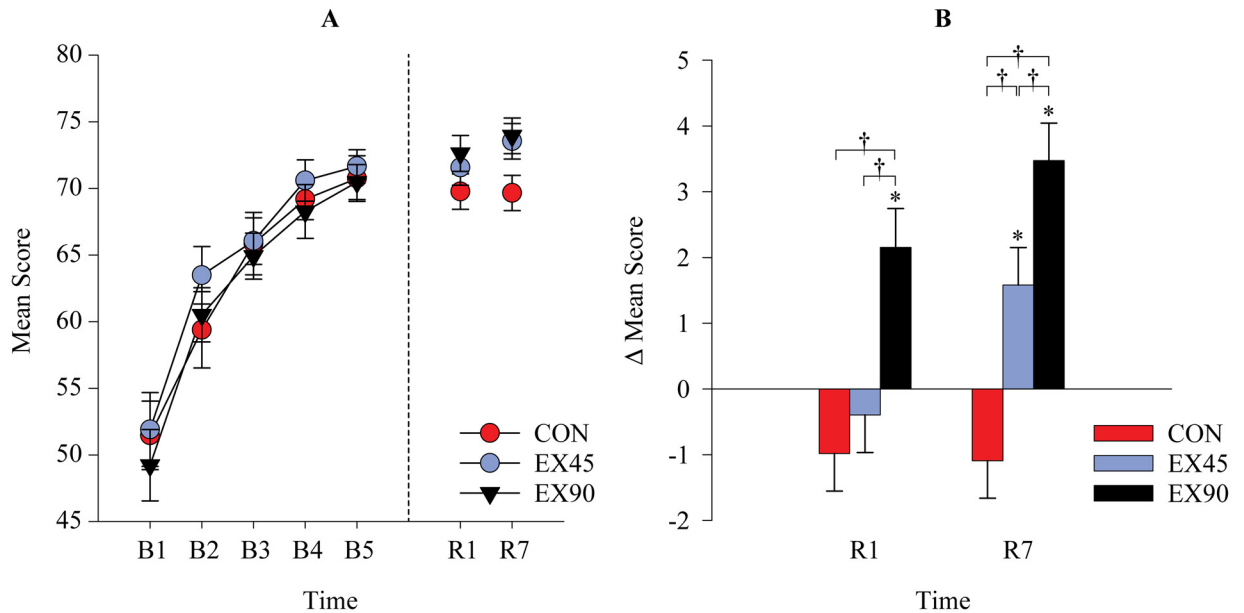 A
80
75
70
65
60
55
50
45
Mean Score
B1 B2 B3 B4 B5 R1 R7
Time
CON
EX45
EX90
B
5
4
3
2
1
0
-1
-2
Δ Mean Score
†
† †
*
†
†
*
*
*
R1 R7
Time
CON
EX45
EX90